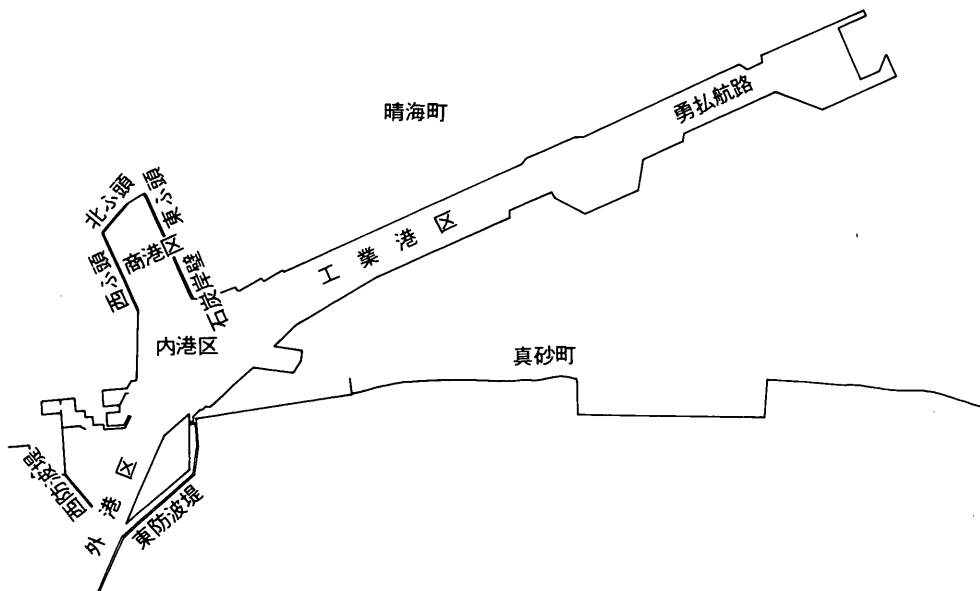 晴海町
勇払航路
北ふ頭
東ふ頭
商港区
西ふ頭
石炭岸壁
工業港区
内港区
真砂町
西防波堤
外港区
東防波堤